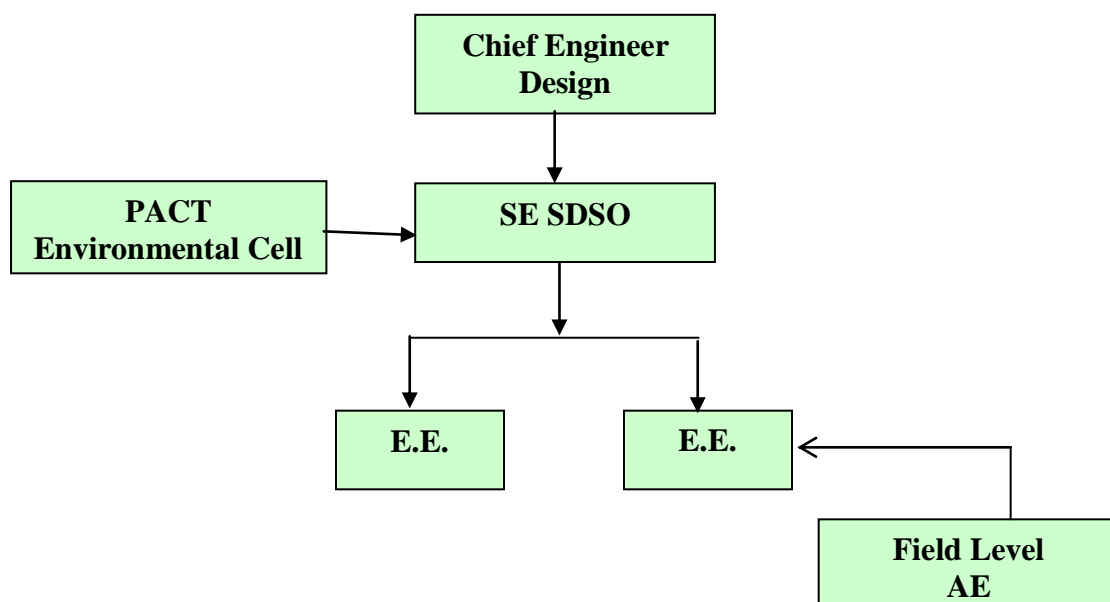 Chief Engineer
Design
PACT
Environmental Cell
SE SDSO
E.E.
E.E.
Field Level
AE